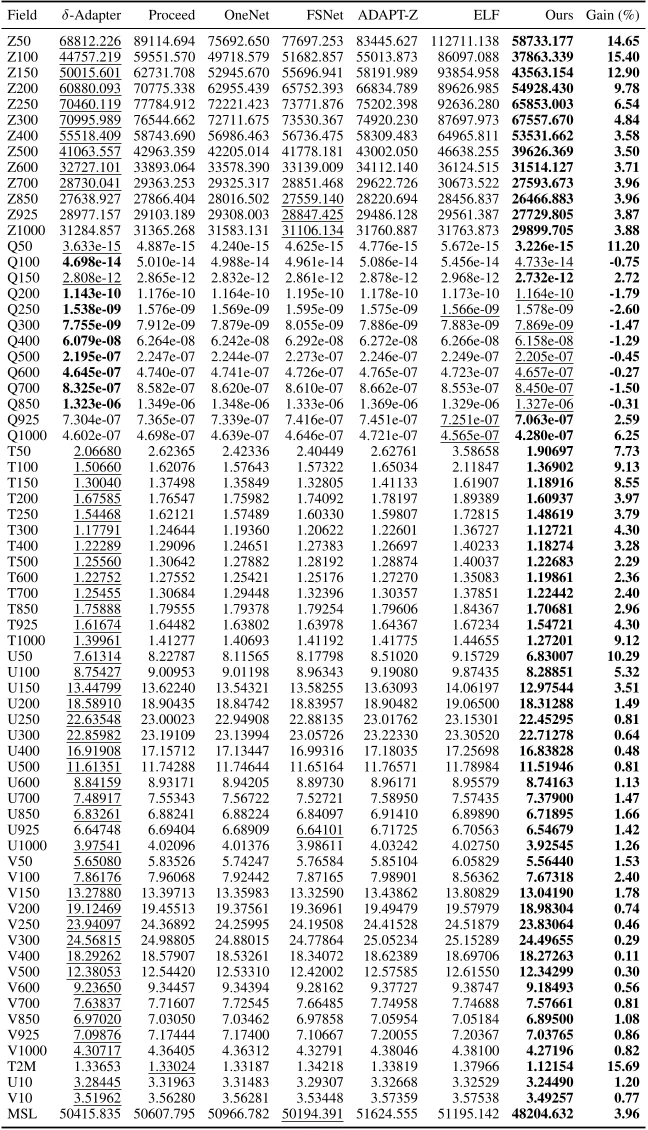 Field δ-Adapter Proceed OneNet FSNet ADAPT-Z ELF Ours Gain (%)
Z50 68812.226 89114.694 75692.650 77697.253 83445.627 112711.138 58733.177 14.65
Z100 44757.219 59551.570 49718.579 51682.857 55013.873 86097.088 37863.339 15.40
Z150 50015.601 62731.708 52945.670 55696.941 58191.989 93854.958 43563.154 12.90
Z200 60880.093 70775.338 62955.439 65752.393 66834.789 89626.985 54928.430 9.78
Z250 70460.119 77784.912 72221.423 73771.876 75202.398 92636.280 65853.003 6.54
Z300 70995.989 76544.662 72711.675 73530.367 74920.230 87697.973 67557.670 4.84
Z400 55518.409 58743.690 56986.463 56736.475 58309.483 64965.811 53531.662 3.58
Z500 41063.557 42963.359 42205.014 41778.181 43002.050 46638.255 39626.369 3.50
Z600 32727.101 33893.064 33578.390 33139.009 34112.140 36124.515 31514.127 3.71
Z700 28730.041 29363.253 29325.317 28851.468 29622.726 30673.522 27593.673 3.96
Z850 27638.927 27866.404 28016.502 27559.140 28220.694 28456.837 26466.883 3.96
Z925 28977.157 29103.189 29308.003 28847.425 29486.128 29561.387 27729.805 3.87
Z1000 31284.857 31365.268 31583.131 31106.134 31760.887 31763.873 29899.705 3.88
Q50 3.633e-15 4.887e-15 4.240e-15 4.625e-15 4.776e-15 5.672e-15 3.226e-15 11.20
Q100 4.698e-14 5.010e-14 4.988e-14 4.961e-14 5.086e-14 5.456e-14 4.733e-14 -0.75
Q150 2.808e-12 2.865e-12 2.832e-12 2.861e-12 2.878e-12 2.968e-12 2.732e-12 2.72
Q200 1.143e-10 1.176e-10 1.164e-10 1.195e-10 1.178e-10 1.173e-10 1.164e-10 -1.79
Q250 1.538e-09 1.576e-09 1.569e-09 1.595e-09 1.575e-09 1.566e-09 1.578e-09 -2.60
Q300 7.755e-09 7.912e-09 7.879e-09 8.055e-09 7.886e-09 7.883e-09 7.869e-09 -1.47
Q400 6.079e-08 6.264e-08 6.242e-08 6.292e-08 6.272e-08 6.266e-08 6.158e-08 -1.29
Q500 2.195e-07 2.247e-07 2.244e-07 2.273e-07 2.246e-07 2.249e-07 2.205e-07 -0.45
Q600 4.645e-07 4.740e-07 4.741e-07 4.726e-07 4.765e-07 4.723e-07 4.657e-07 -0.27
Q700 8.325e-07 8.582e-07 8.620e-07 8.610e-07 8.662e-07 8.553e-07 8.450e-07 -1.50
Q850 1.323e-06 1.349e-06 1.348e-06 1.333e-06 1.369e-06 1.329e-06 1.327e-06 -0.31
Q925 7.304e-07 7.365e-07 7.339e-07 7.416e-07 7.451e-07 7.251e-07 7.063e-07 2.59
Q1000 4.602e-07 4.698e-07 4.639e-07 4.646e-07 4.721e-07 4.565e-07 4.280e-07 6.25
T50 2.06680 2.62365 2.42336 2.40449 2.62761 3.58658 1.90697 7.73
T100 1.50660 1.62076 1.57643 1.57322 1.65034 2.11847 1.36902 9.13
T150 1.30040 1.37498 1.35849 1.32805 1.41133 1.61907 1.18916 8.55
T200 1.67585 1.76547 1.75982 1.74092 1.78197 1.89389 1.60937 3.97
T250 1.54468 1.62121 1.57489 1.60330 1.59807 1.72815 1.48619 3.79
T300 1.17791 1.24644 1.19360 1.20622 1.22601 1.36727 1.12721 4.30
T400 1.22289 1.29096 1.24651 1.27383 1.26697 1.40233 1.18274 3.28
T500 1.25560 1.30642 1.27882 1.28192 1.28874 1.40037 1.22683 2.29
T600 1.22752 1.27552 1.25421 1.25176 1.27270 1.35083 1.19861 2.36
T700 1.25455 1.30684 1.29448 1.32396 1.30357 1.37851 1.22442 2.40
T850 1.75888 1.79555 1.79378 1.79254 1.79606 1.84367 1.70681 2.96
T925 1.61674 1.64482 1.63802 1.63978 1.64367 1.67234 1.54721 4.30
T1000 1.39961 1.41277 1.40693 1.41192 1.41775 1.44655 1.27201 9.12
U50 7.61314 8.22787 8.11565 8.17798 8.51020 9.15729 6.83007 10.29
U100 8.75427 9.00953 9.01198 8.96343 9.19080 9.87435 8.28851 5.32
U150 13.44799 13.62240 13.54321 13.58255 13.63093 14.06197 12.97544 3.51
U200 18.58910 18.90435 18.84742 18.83957 18.90482 19.06500 18.31288 1.49
U250 22.63548 23.00023 22.94908 22.88135 23.01762 23.15301 22.45295 0.81
U300 22.85982 23.19109 23.13994 23.05726 23.22330 23.30520 22.71278 0.64
U400 16.91908 17.15712 17.13447 16.99316 17.18035 17.25698 16.83828 0.48
U500 11.61351 11.74288 11.74644 11.65164 11.76571 11.78984 11.51946 0.81
U600 8.84159 8.93171 8.94205 8.89730 8.96171 8.95579 8.74163 1.13
U700 7.48917 7.55343 7.56722 7.52721 7.58950 7.57435 7.37900 1.47
U850 6.83261 6.88241 6.88224 6.84097 6.91410 6.89890 6.71895 1.66
U925 6.64748 6.69404 6.68909 6.64101 6.71725 6.70563 6.54679 1.42
U1000 3.97541 4.02096 4.01376 3.98611 4.03242 4.02750 3.92545 1.26
V50 5.65080 5.83526 5.74247 5.76584 5.85104 6.05829 5.56440 1.53
V100 7.86176 7.96068 7.92442 7.87165 7.98901 8.56362 7.67318 2.40
V150 13.27880 13.39713 13.35983 13.32590 13.43862 13.80829 13.04190 1.78
V200 19.12469 19.45513 19.37561 19.36961 19.49479 19.57979 18.98304 0.74
V250 23.94097 24.36892 24.25995 24.19508 24.41528 24.51879 23.83064 0.46
V300 24.56815 24.98805 24.88015 24.77864 25.05234 25.15289 24.49655 0.29
V400 18.29262 18.57907 18.53261 18.34072 18.62389 18.69706 18.27263 0.11
V500 12.38053 12.54420 12.53310 12.42002 12.57585 12.61550 12.34299 0.30
V600 9.23650 9.34457 9.34394 9.28162 9.37727 9.38747 9.18493 0.56
V700 7.63837 7.71607 7.72545 7.66485 7.74958 7.74688 7.57661 0.81
V850 6.97020 7.03050 7.03462 6.97858 7.05954 7.05184 6.89500 1.08
V925 7.09876 7.17444 7.17400 7.10667 7.20055 7.20367 7.03765 0.86
V1000 4.30717 4.36405 4.36312 4.32791 4.38046 4.38100 4.27196 0.82
T2M 1.33653 1.33024 1.33187 1.34218 1.33819 1.37966 1.12154 15.69
U10 3.28445 3.31963 3.31483 3.29307 3.32668 3.32529 3.24490 1.20
V10 3.51962 3.56280 3.56281 3.53448 3.57359 3.57538 3.49257 0.77
MSL 50415.835 50607.795 50966.782 50194.391 51624.555 51195.142 48204.632 3.96